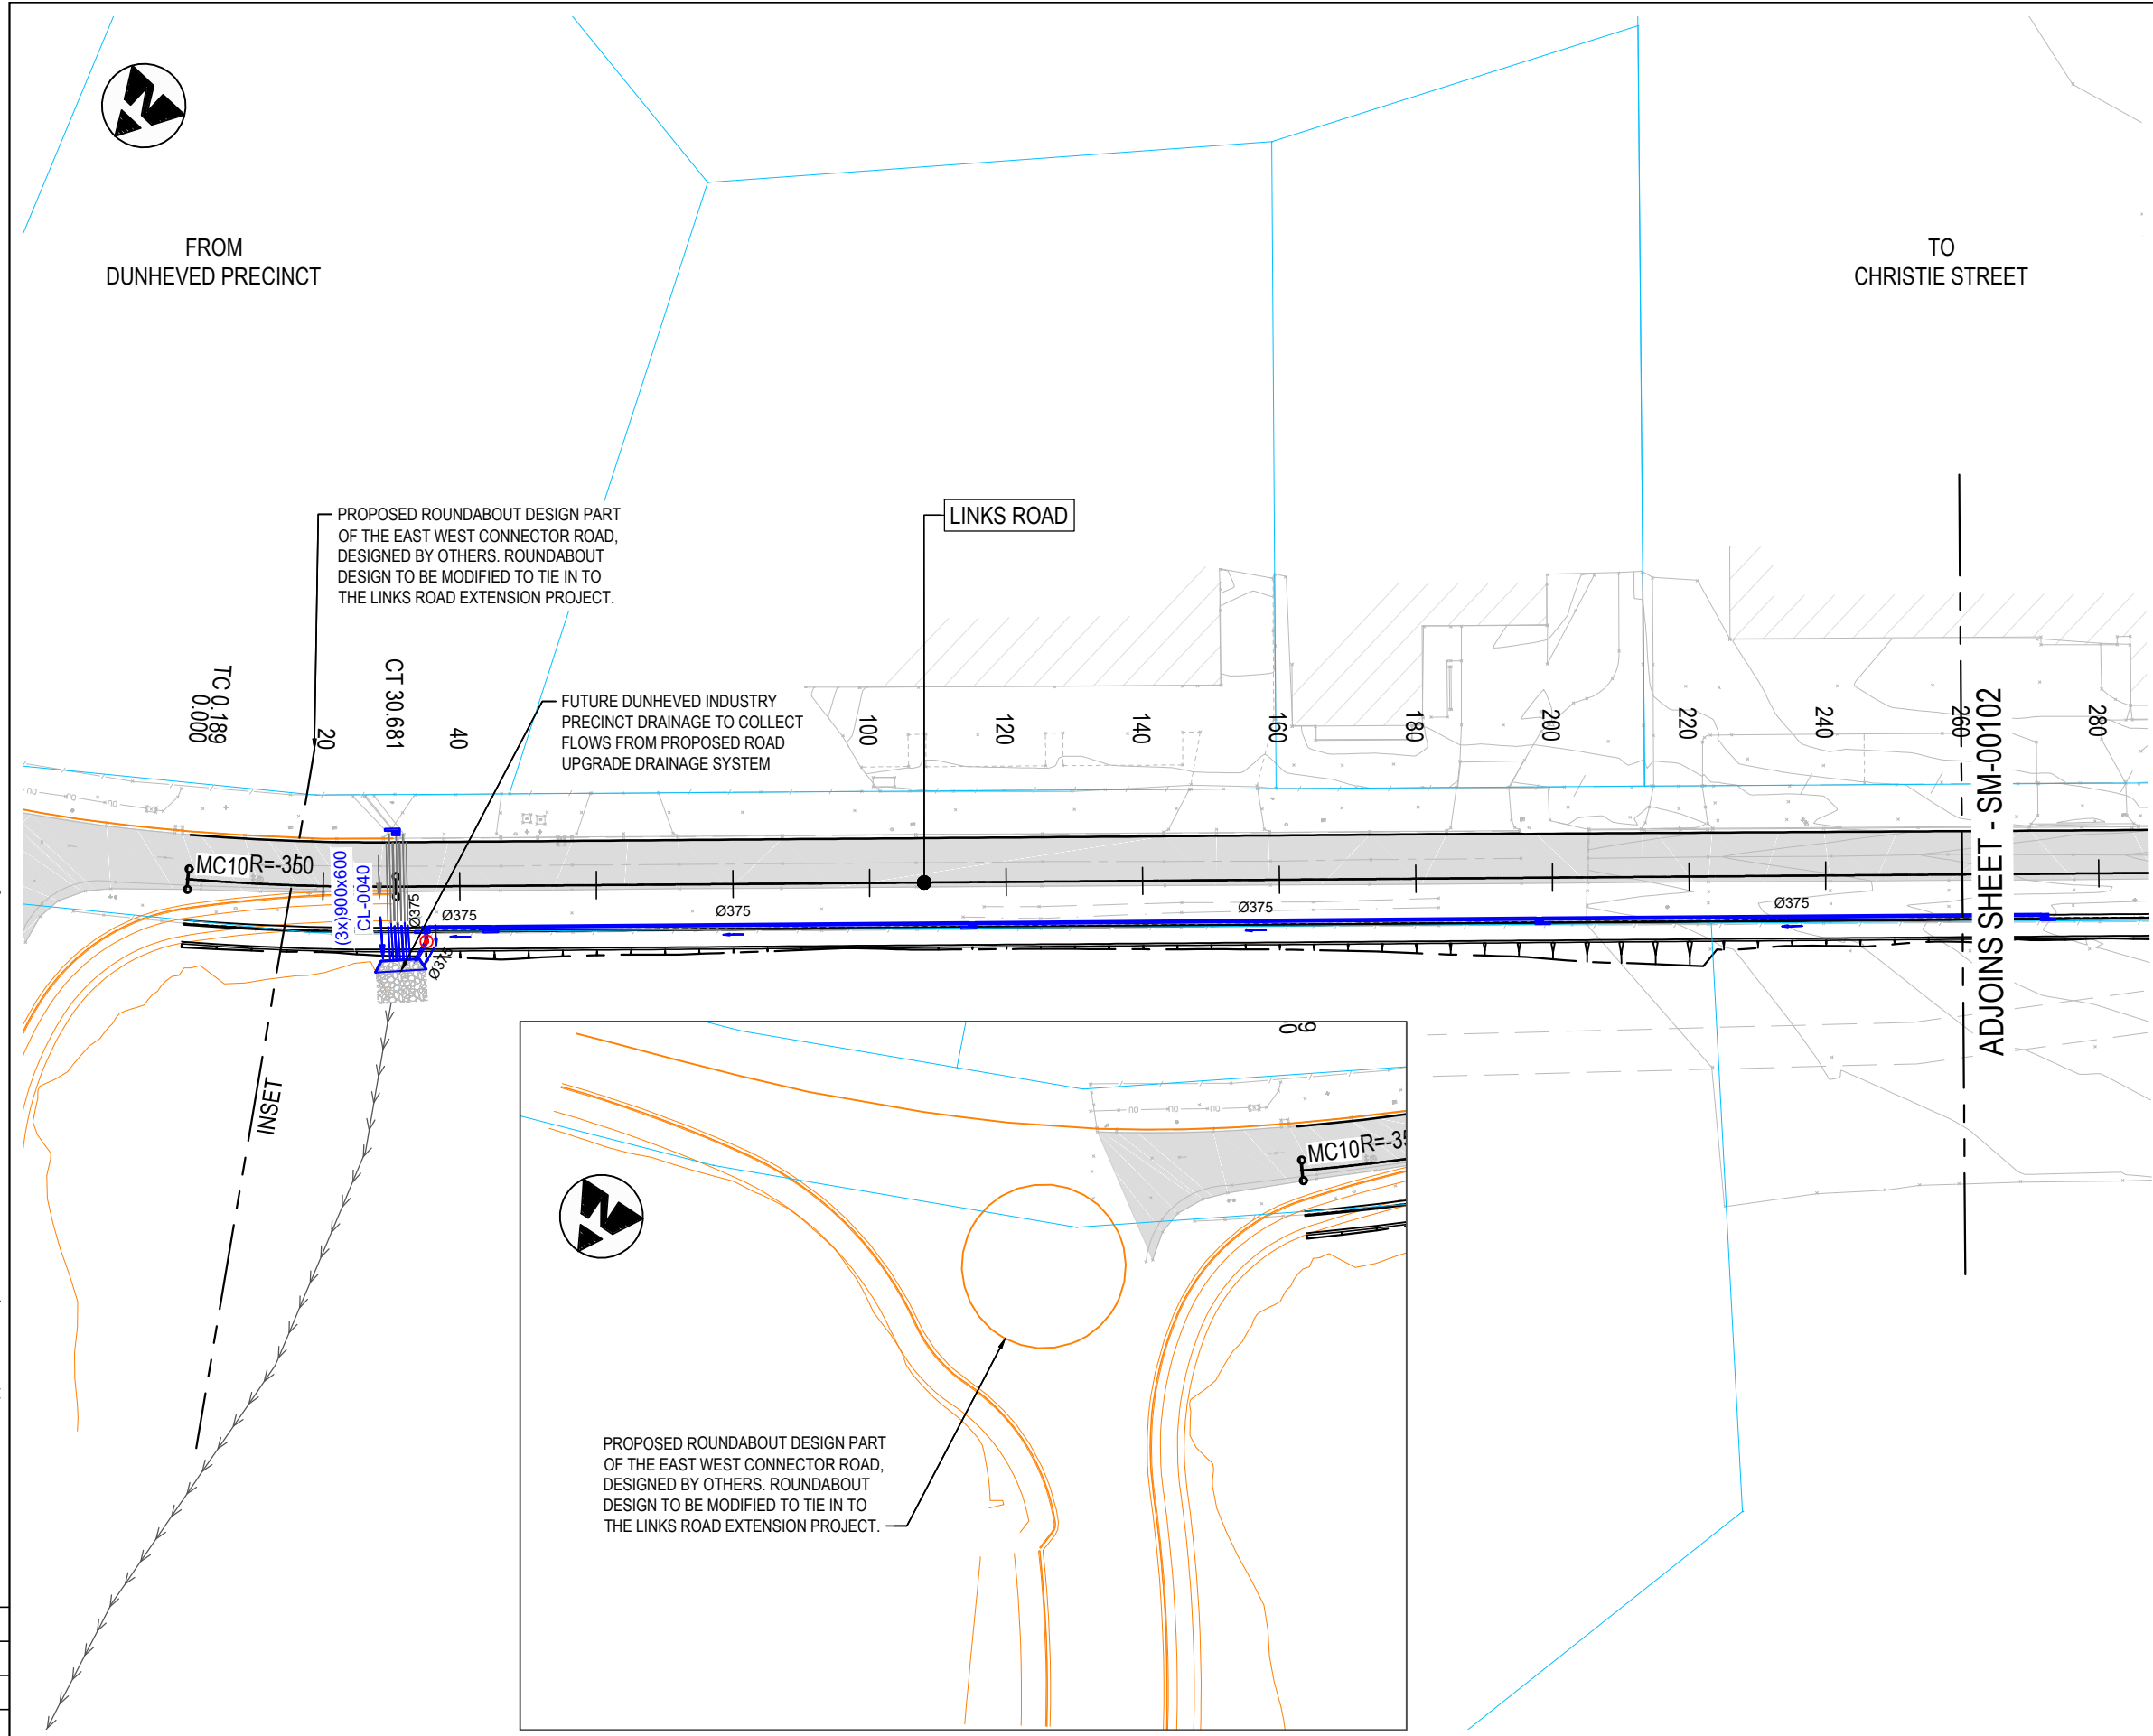 FROM
DUNHEVED PRECINCT
TO
CHRISTIE STREET
PROPOSED ROUNDABOUT DESIGN PART
OF THE EAST WEST CONNECTOR ROAD,
DESIGNED BY OTHERS. ROUNDABOUT
DESIGN TO BE MODIFIED TO TIE IN TO
THE LINKS ROAD EXTENSION PROJECT.
LINKS ROAD
FUTURE DUNHEVED INDUSTRY
PRECINCT DRAINAGE TO COLLECT
FLOWS FROM PROPOSED ROAD
UPGRADE DRAINAGE SYSTEM
TC 0.189
0.000
20
CT 30.681
40
100
120
140
160
180
200
220
240
260
280
MC10
R=-350
(3x)900x600
CL-0040
Ø375
Ø375
Ø375
Ø375
Ø375
Ø375
ADJOINS SHEET - SM-00102
INSET
MC10
PROPOSED ROUNDABOUT DESIGN PART
OF THE EAST WEST CONNECTOR ROAD,
DESIGNED BY OTHERS. ROUNDABOUT
DESIGN TO BE MODIFIED TO TIE IN TO
THE LINKS ROAD EXTENSION PROJECT.